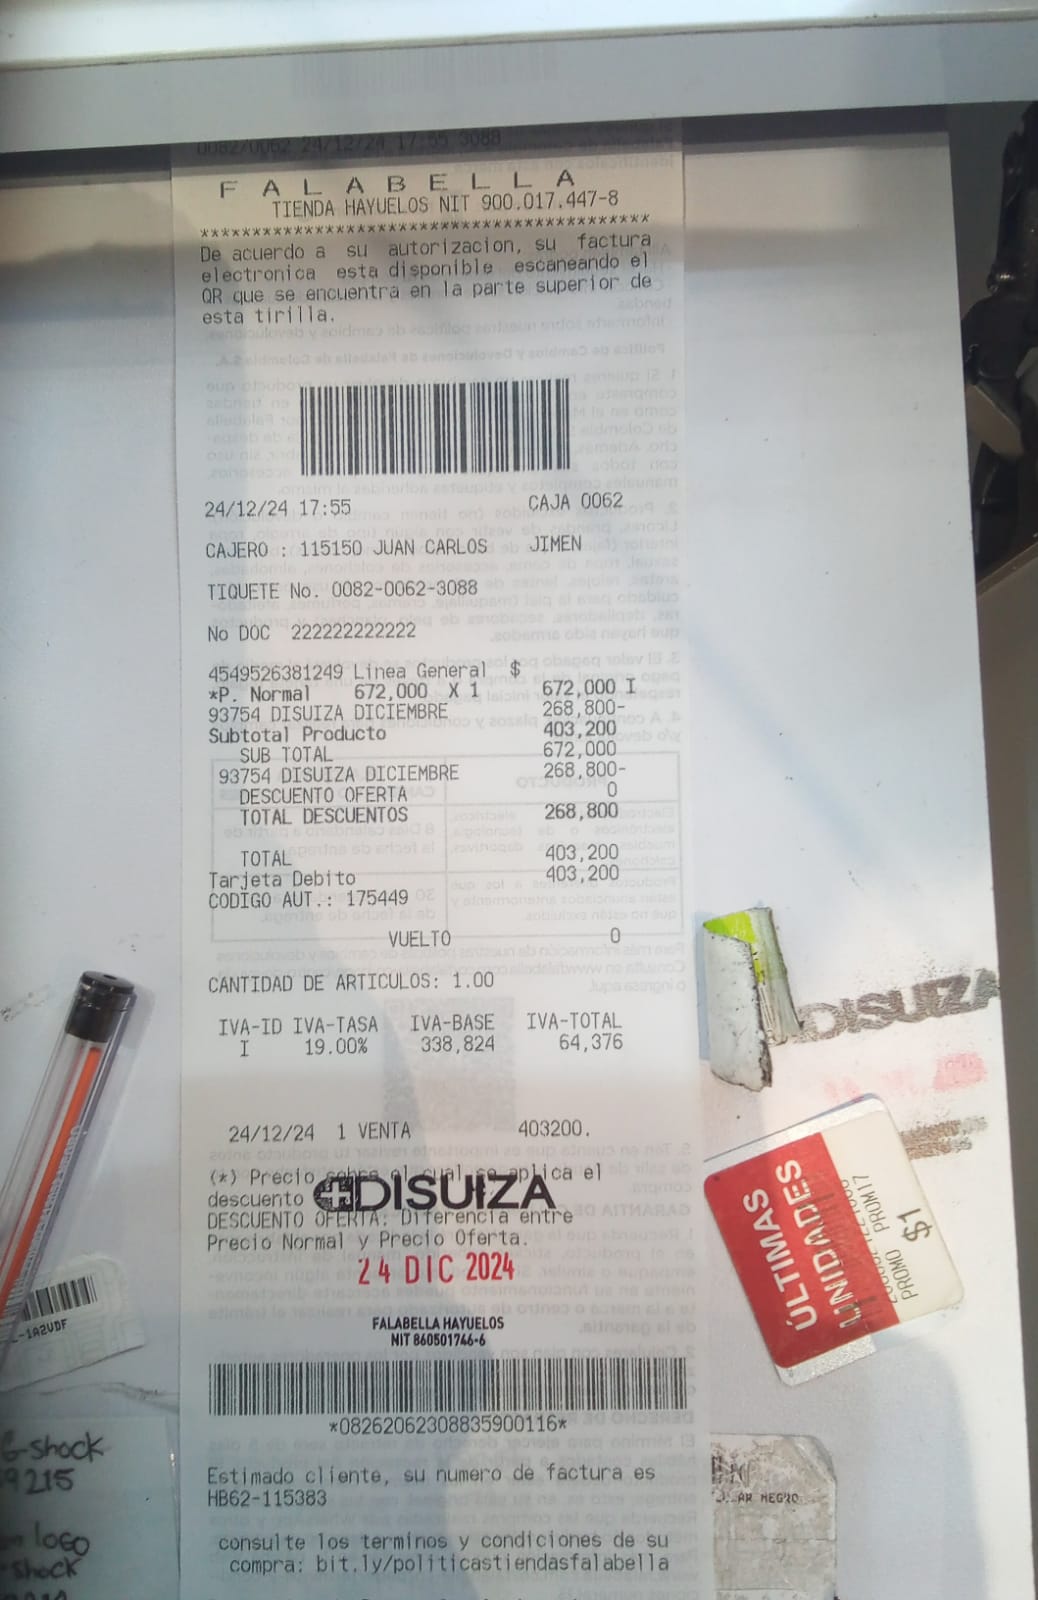 0082/0062 24/12/24 17:55 3088
F A L A B E L L A
TIENDA HAYUELOS NIT 900.017.447-8
*******************************************
De acuerdo a su autorizacion, su factura
electronica esta disponible escaneando el
QR que se encuentra en la parte superior de
esta tirilla.
24/12/24 17:55 CAJA 0062
CAJERO : 115150 JUAN CARLOS JIMEN
TIQUETE No. 0082-0062-3088
No DOC 222222222222
4549526381249 Linea General $
*P. Normal 672,000 X 1 672,000 I
93754 DISUIZA DICIEMBRE 268,800-
Subtotal Producto 403,200
SUB TOTAL 672,000
93754 DISUIZA DICIEMBRE 268,800-
DESCUENTO OFERTA 0
TOTAL DESCUENTOS 268,800
TOTAL 403,200
Tarjeta Debito 403,200
CODIGO AUT.: 175449
VUELTO 0
CANTIDAD DE ARTICULOS: 1.00
IVA-ID IVA-TASA IVA-BASE IVA-TOTAL
I 19.00% 338,824 64,376
24/12/24 1 VENTA 403200.
(*) Precio sobre el cual se aplica el
descuento
DISUIZA
DESCUENTO OFERTA: Diferencia entre
Precio Normal y Precio Oferta.
24 DIC 2024
FALABELLA HAYUELOS
NIT 860501746-6
*08262062308835900116*
Estimado cliente, su numero de factura es
HB62-115383
consulte los terminos y condiciones de su
compra: bit.ly/politicastiendasfalabella
DISUIZA
ÚLTIMAS
UNIDADES
PROMO PROM17
$1
-1A2VDF
G-shock
9215
LOGO
shock
AR NEGRO